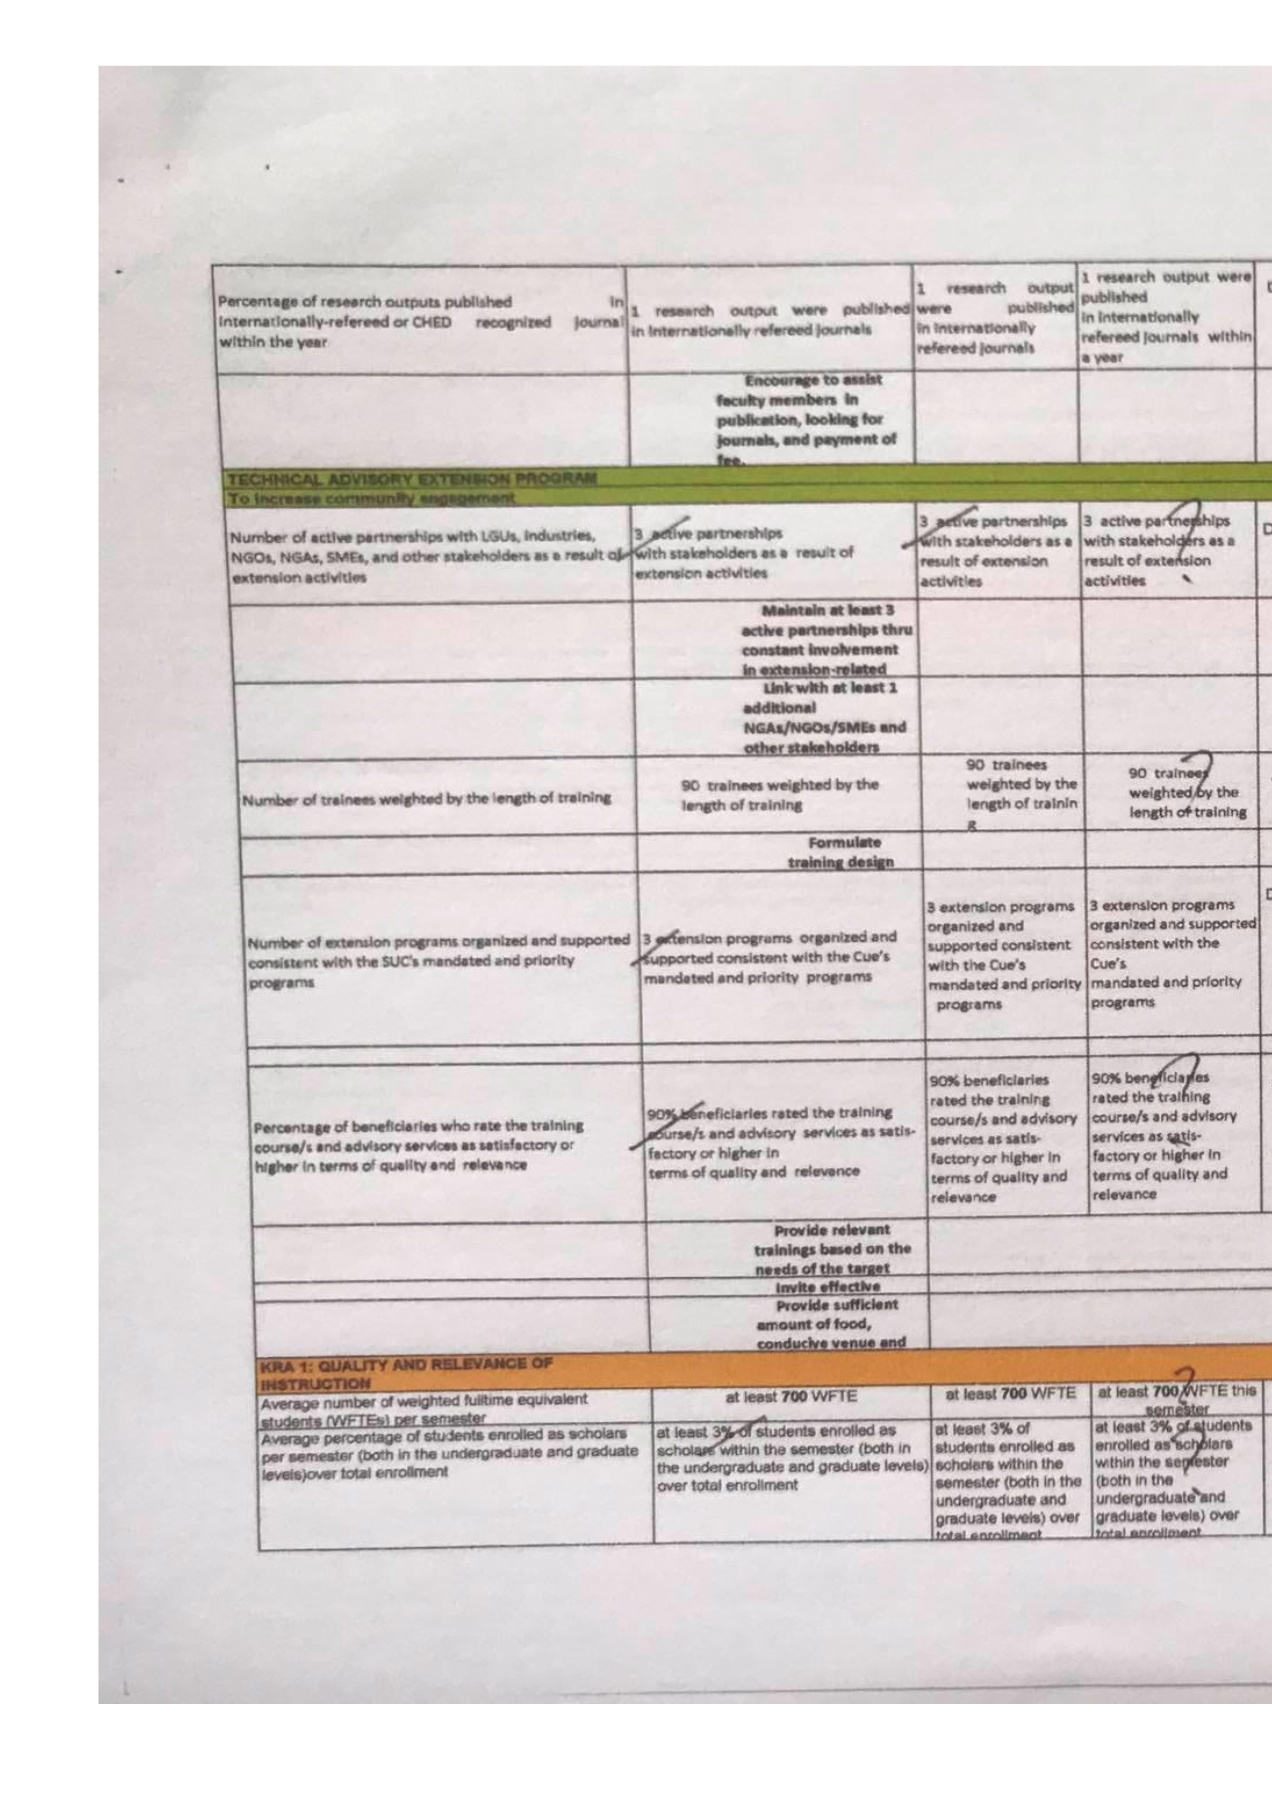 Percentage of research outputs published in
Internationally-refereed or CHED recognized journal
within the year
1 research output were published
in internationally refereed journals
1 research output
were published
in internationally
refereed journals
1 research output were
published
in internationally
refereed journals within
a year
Encourage to assist
faculty members in
publication, looking for
journals, and payment of
fee.
TECHNICAL ADVISORY EXTENSION PROGRAM
To increase community engagement
Number of active partnerships with LGUs, industries,
NGOs, NGAs, SMEs, and other stakeholders as a result of
extension activities
3 active partnerships
with stakeholders as a result of
extension activities
3 active partnerships
with stakeholders as a
result of extension
activities
3 active partnerships
with stakeholders as a
result of extension
activities
?
D
Maintain at least 3
active partnerships thru
constant involvement
in extension-related
Link with at least 1
additional
NGAs/NGOs/SMEs and
other stakeholders
Number of trainees weighted by the length of training
90 trainees weighted by the
length of training
90 trainees
weighted by the
length of trainin
g
90 trainees
weighted by the
length of training
?
Formulate
training design
Number of extension programs organized and supported
consistent with the SUC's mandated and priority
programs
3 extension programs organized and
supported consistent with the Cue's
mandated and priority programs
3 extension programs
organized and
supported consistent
with the Cue's
mandated and priority
programs
3 extension programs
organized and supported
consistent with the
Cue's
mandated and priority
programs
Percentage of beneficiaries who rate the training
course/s and advisory services as satisfactory or
higher in terms of quality and relevance
90% beneficiaries rated the training
course/s and advisory services as satis-
factory or higher in
terms of quality and relevance
90% beneficiaries
rated the training
course/s and advisory
services as satis-
factory or higher in
terms of quality and
relevance
90% beneficiaries
rated the training
course/s and advisory
services as satis-
factory or higher in
terms of quality and
relevance
?
Provide relevant
trainings based on the
needs of the target
Invite effective
Provide sufficient
amount of food,
conducive venue and
KRA 1: QUALITY AND RELEVANCE OF
INSTRUCTION
Average number of weighted fulltime equivalent
students (WFTEs) per semester
at least 700 WFTE
at least 700 WFTE
at least 700 WFTE this
semester
?
Average percentage of students enrolled as scholars
per semester (both in the undergraduate and graduate
levels)over total enrollment
at least 3% of students enrolled as
scholars within the semester (both in
the undergraduate and graduate levels)
over total enrollment
at least 3% of
students enrolled as
scholars within the
semester (both in the
undergraduate and
graduate levels) over
total enrollment
at least 3% of students
enrolled as scholars
within the semester
(both in the
undergraduate and
graduate levels) over
total enrollment
?